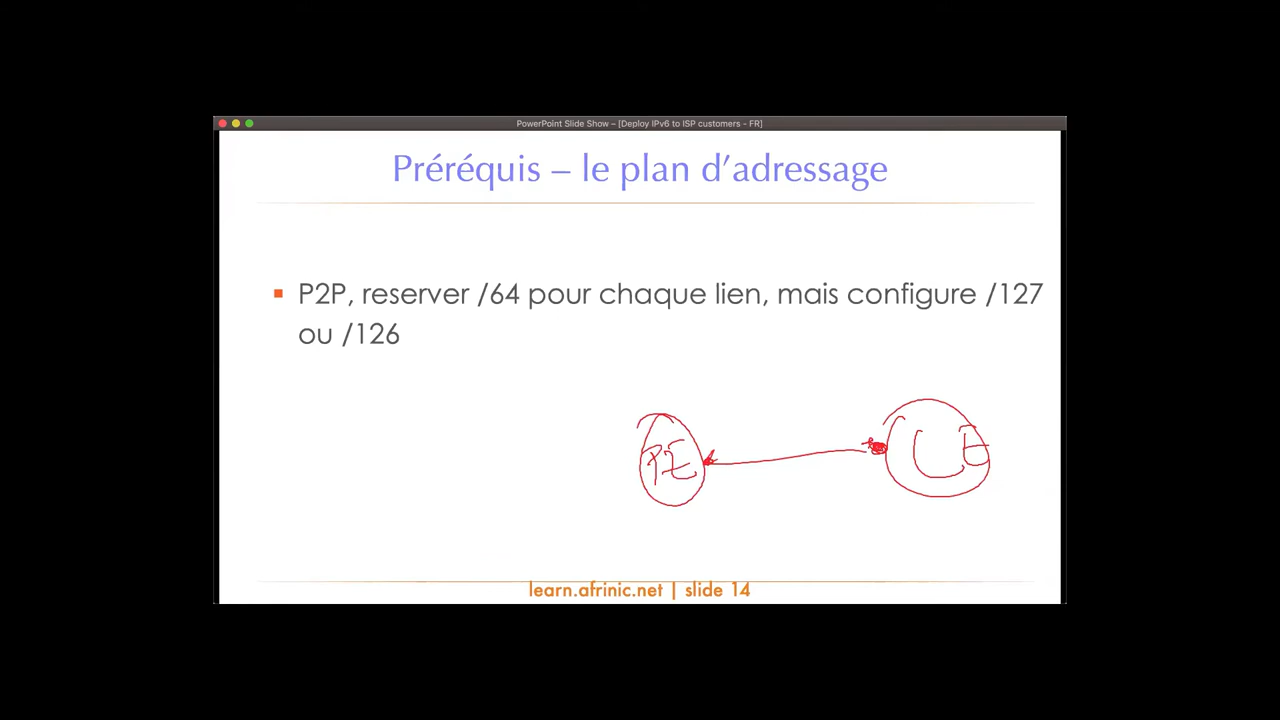 PowerPoint Slide Show – [Deploy IPv6 to ISP customers - FR]
Préréquis – le plan d’adressage
P2P, reserver /64 pour chaque lien, mais configure /127
ou /126
PE
CE
learn.afrinic.net | slide 14